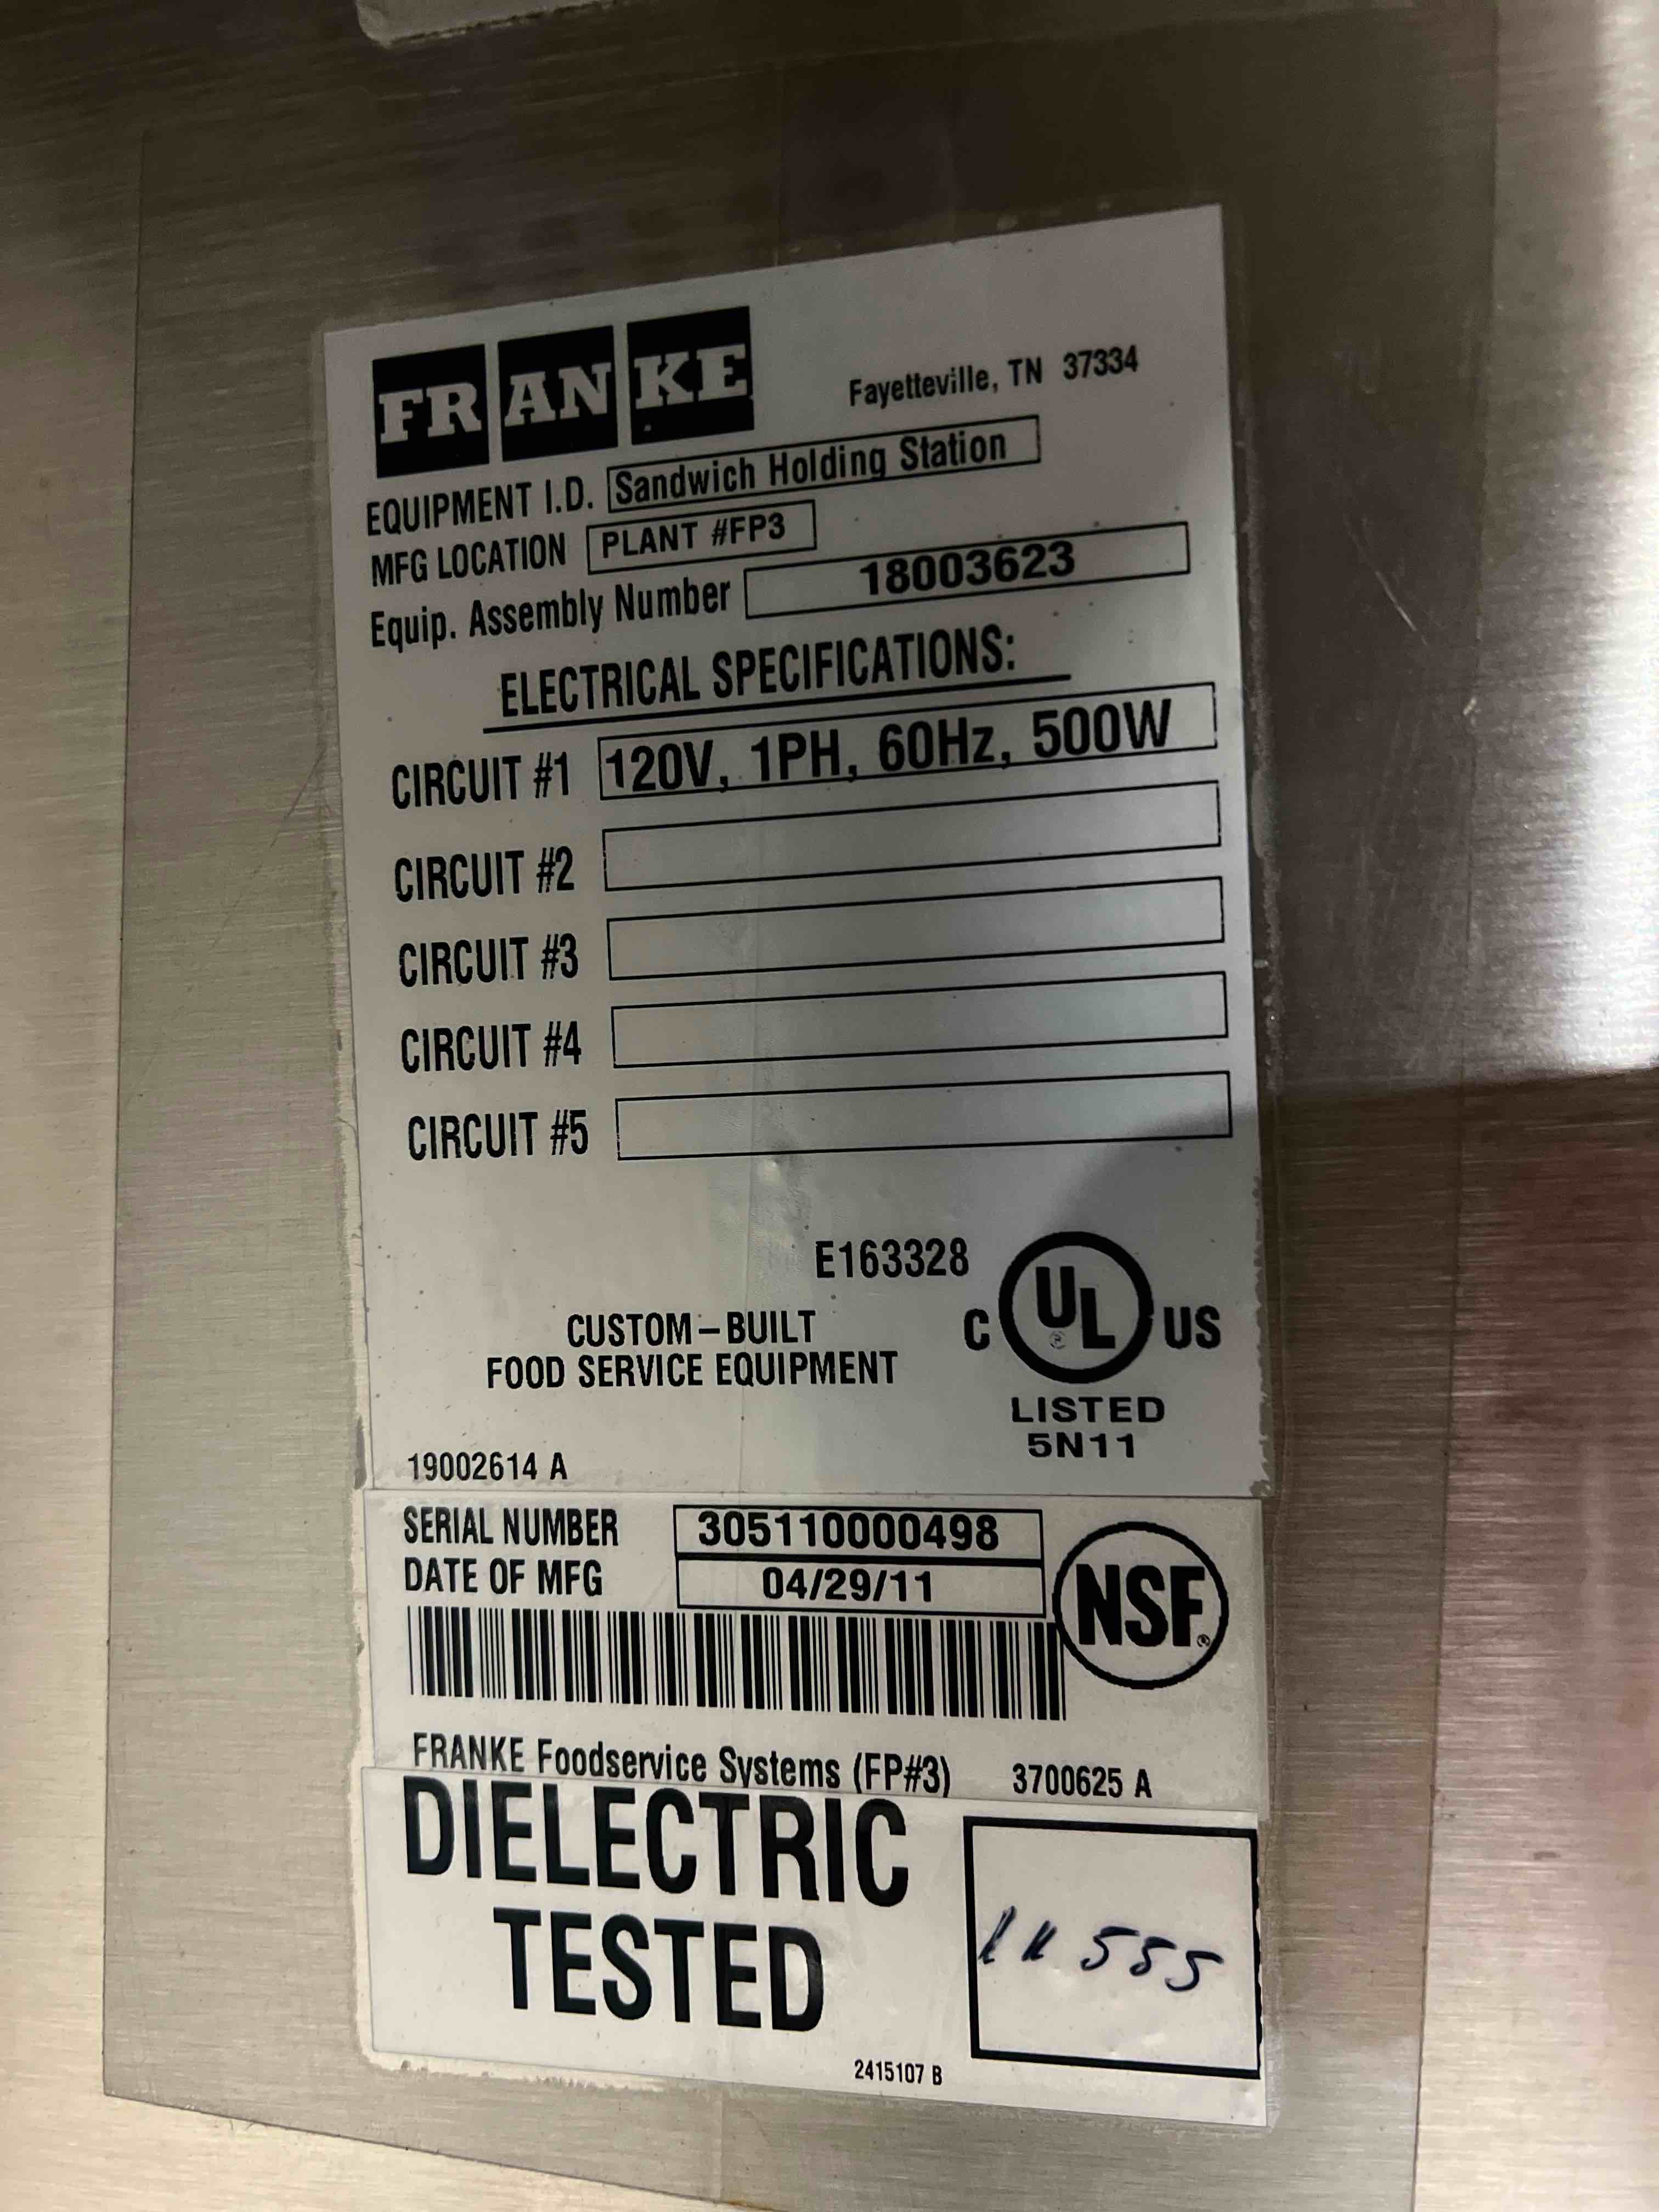 FRANKE Fayetteville, TN 37334
EQUIPMENT I.D. Sandwich Holding Station
MFG LOCATION PLANT #FP3
Equip. Assembly Number 18003623
ELECTRICAL SPECIFICATIONS:
CIRCUIT #1 120V, 1PH, 60Hz, 500W
CIRCUIT #2
CIRCUIT #3
CIRCUIT #4
CIRCUIT #5
E163328
CUSTOM-BUILT
FOOD SERVICE EQUIPMENT
C UL US
LISTED
5N11
19002614 A
SERIAL NUMBER 305110000498
DATE OF MFG 04/29/11
NSF®
FRANKE Foodservice Systems (FP#3) 3700625 A
DIELECTRIC
TESTED
555
2415107 B